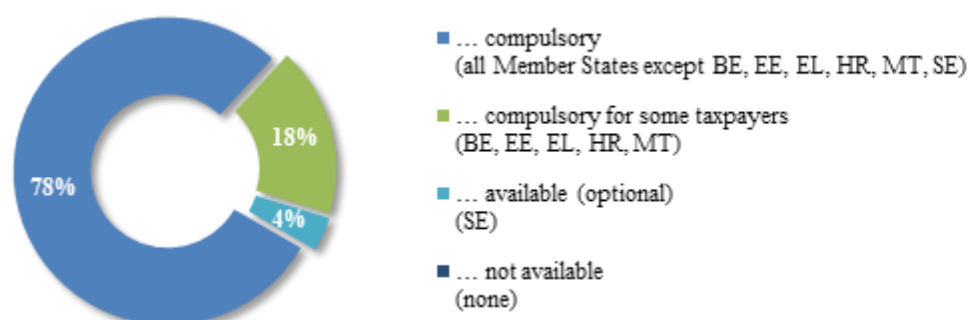 ... compulsory
(all Member States except BE, EE, EL, HR, MT, SE)
18%
... compulsory for some taxpayers
(BE, EE, EL, HR, MT)
78%
... available (optional)
4%
(SE)
... not available
(none)